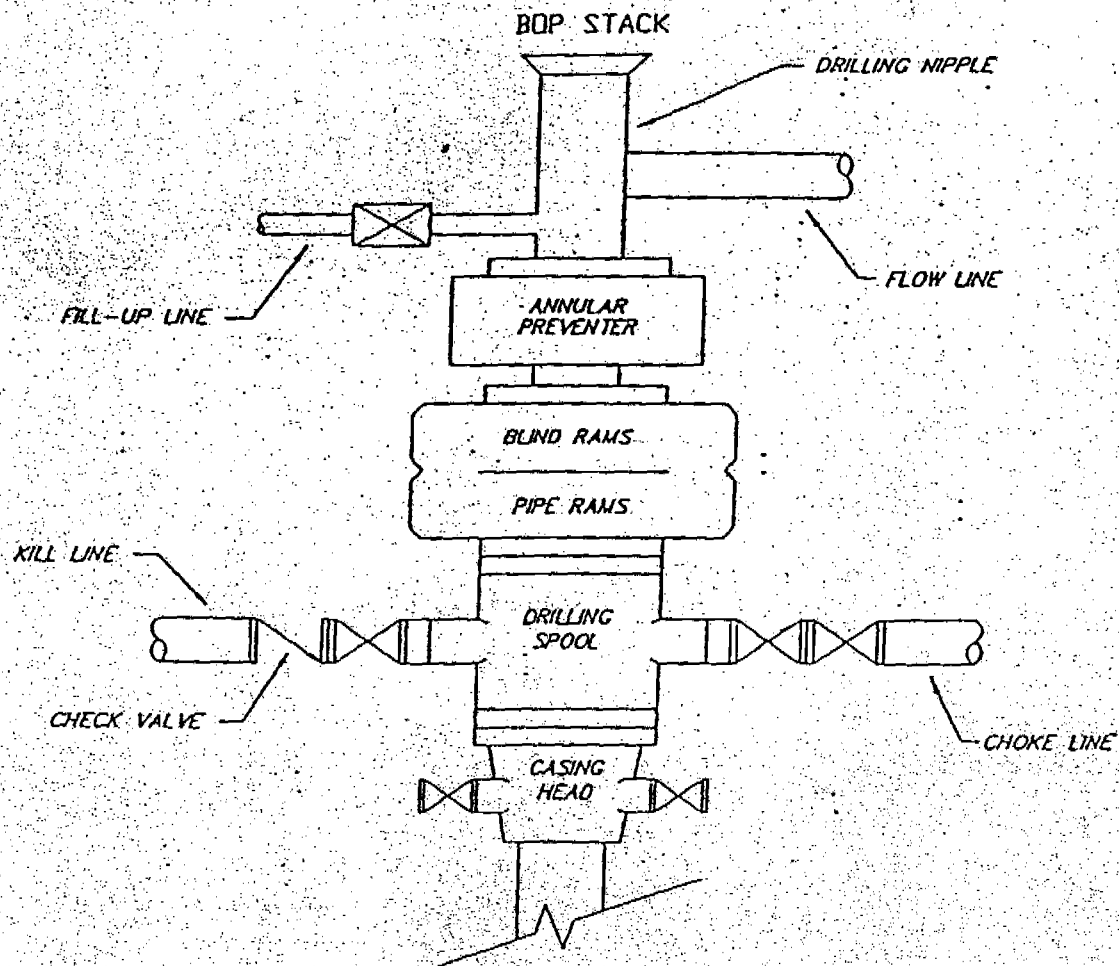 BOP STACK
DRILLING NIPPLE
FLOW LINE
FILL-UP LINE
ANNULAR
PREVENTER
BLIND RAMS
PIPE RAMS
KILL LINE
DRILLING
SPOOL
CHECK VALVE
CHOKE LINE
CASING
HEAD